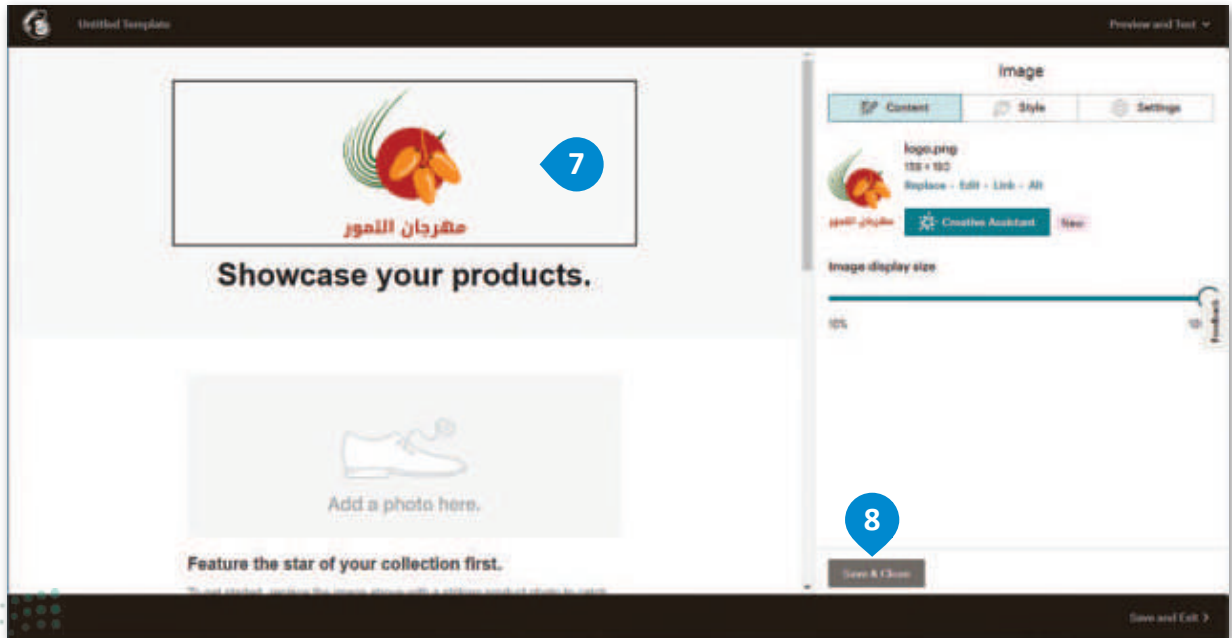 Untitled Template
Preview and Test
مهرجان التمور
7
Showcase your products.
Add a photo here.
Feature the star of your collection first.
Image
Content
Style
Settings
logo.png
Replace - Edit - Link - Alt
مهرجان التمور
Creative Assistant
New
Image display size
10%
Feedback
8
Save & Close
Save and Exit